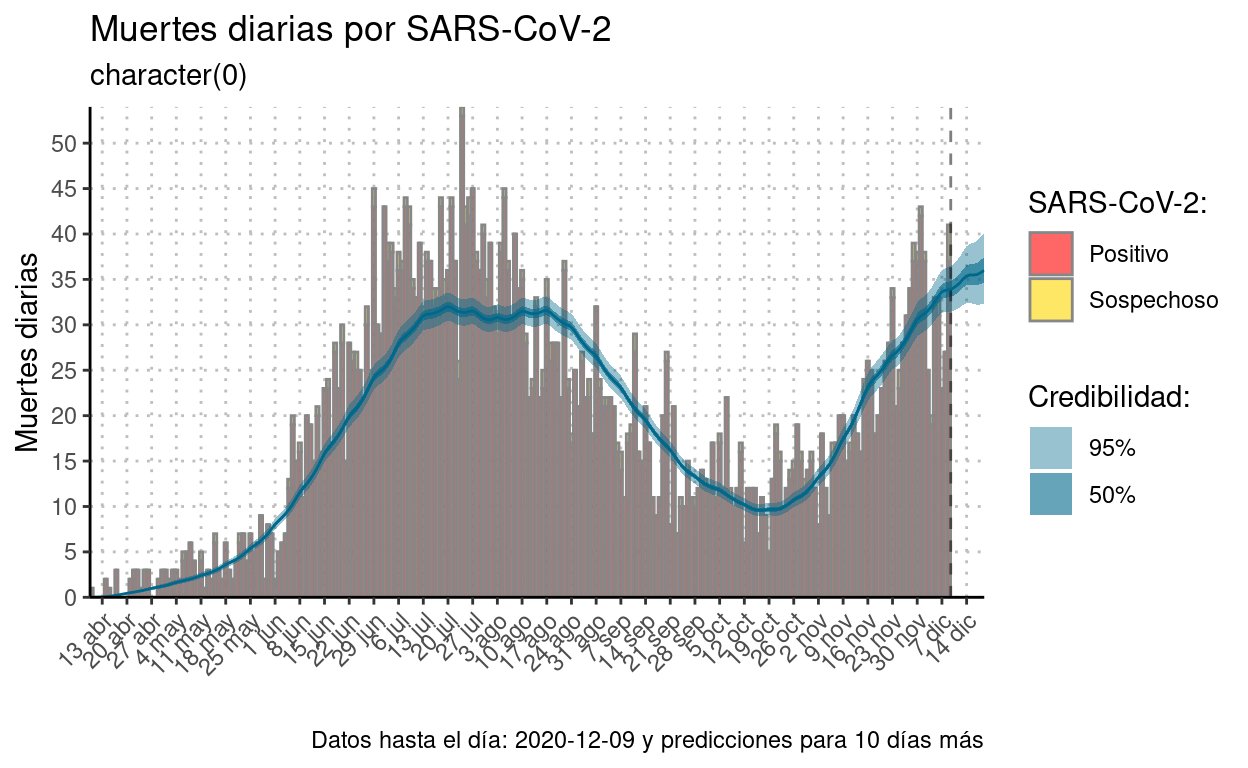 Muertes diarias por SARS-CoV-2
character(0)
Muertes diarias
50
45
40
35
30
25
20
15
10
5
0
13 abr
20 abr
27 abr
4 may
11 may
18 may
25 may
1 jun
8 jun
15 jun
22 jun
29 jun
6 jul
13 jul
20 jul
27 jul
3 ago
10 ago
17 ago
24 ago
31 ago
7 sep
14 sep
21 sep
28 sep
5 oct
12 oct
19 oct
26 oct
2 nov
9 nov
16 nov
23 nov
30 nov
7 dic
14 dic
SARS-CoV-2:
Positivo
Sospechoso
Credibilidad:
95%
50%
Datos hasta el día: 2020-12-09 y predicciones para 10 días más